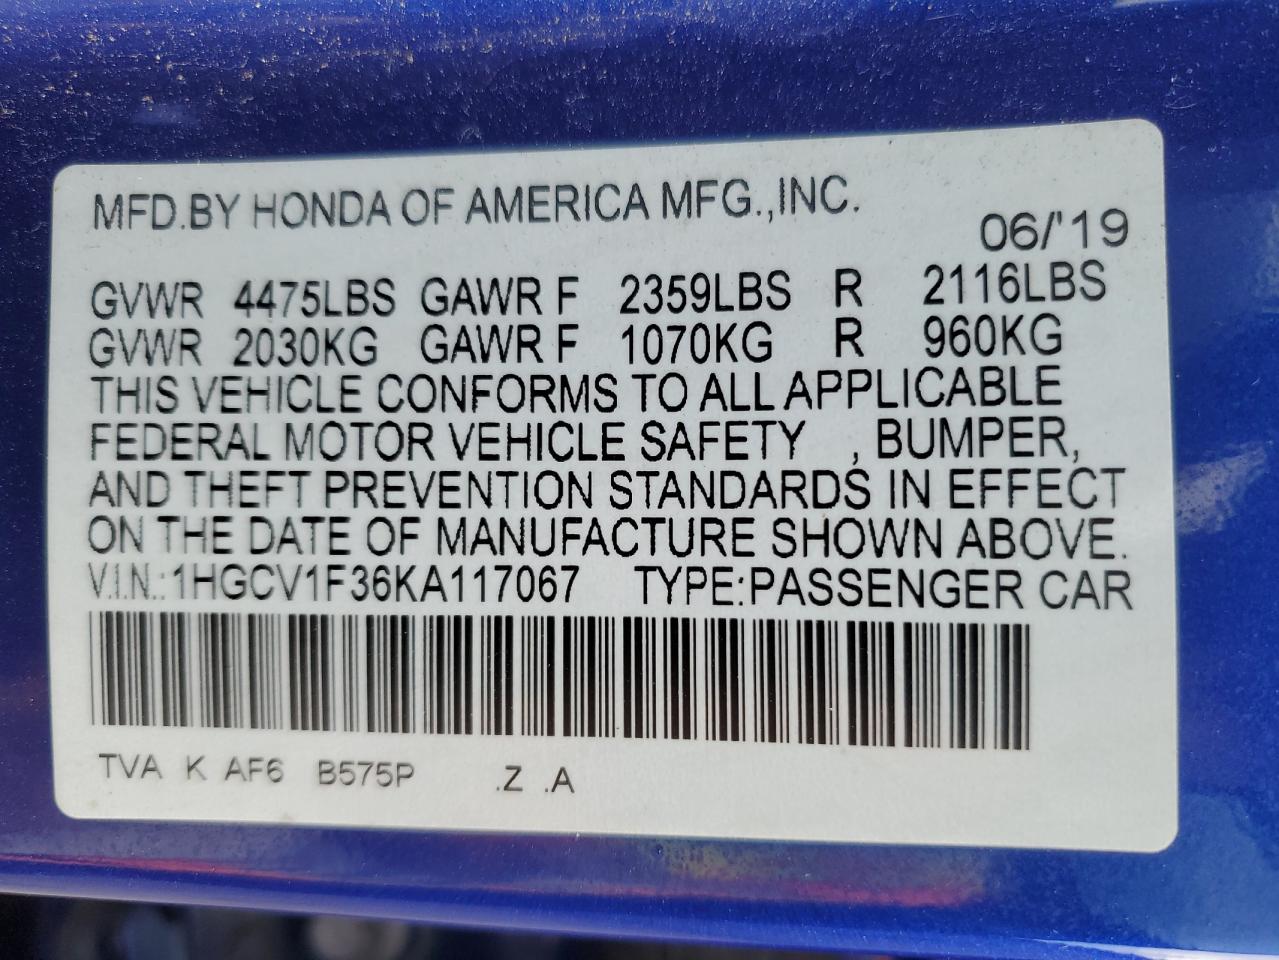 MFD.BY HONDA OF AMERICA MFG.,INC.
06/'19
GVWR 4475LBS GAWR F 2359LBS R 2116LBS
GVWR 2030KG GAWR F 1070KG R 960KG
THIS VEHICLE CONFORMS TO ALL APPLICABLE
FEDERAL MOTOR VEHICLE SAFETY , BUMPER,
AND THEFT PREVENTION STANDARDS IN EFFECT
ON THE DATE OF MANUFACTURE SHOWN ABOVE.
V.I.N.:1HGCV1F36KA117067 TYPE:PASSENGER CAR
TVA K AF6 B575P .Z .A